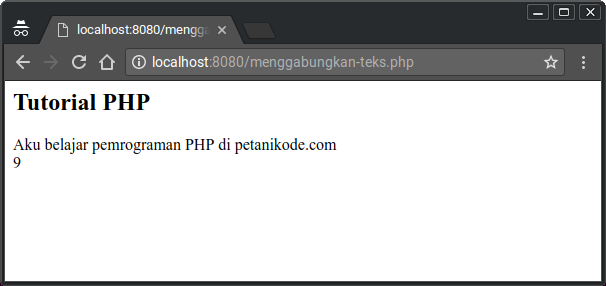 localhost:8080/mengga
localhost:8080/menggabungkan-teks.php
Tutorial PHP
Aku belajar pemrograman PHP di petanikode.com
9